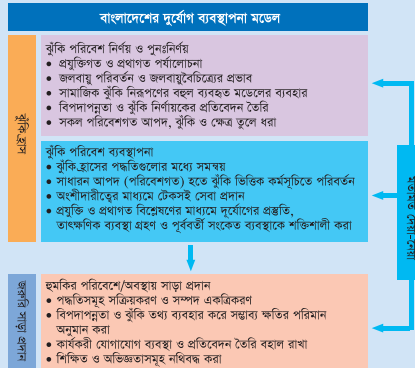 বাংলাদেশের দুর্যোগ ব্যবস্থাপনা মডেল
ঝুঁকি হ্রাস
ঝুঁকি পরিবেশ নির্ণয় ও পুনঃনির্ণয়
• প্রযুক্তিগত ও প্রথাগত পর্যালোচনা
• জলবায়ু পরিবর্তন ও জলবায়ুবৈচিত্র্যের প্রভাব
• সামাজিক ঝুঁকি নিরূপণের বহুল ব্যবহৃত মডেলের ব্যবহার
• বিপদাপন্নতা ও ঝুঁকি নির্ণায়কের প্রতিবেদন তৈরি
• সকল পরিবেশগত আপদ, ঝুঁকি ও ক্ষেত্র তুলে ধরা
ঝুঁকি পরিবেশ ব্যবস্থাপনা
• ঝুঁকি হ্রাসের পদ্ধতিগুলোর মধ্যে সমন্বয়
• সাধারন আপদ (পরিবেশগত) হতে ঝুঁকি ভিত্তিক কর্মসূচিতে পরিবর্তন
• অংশীদারীত্বের মাধ্যমে টেকসই সেবা প্রদান
• প্রযুক্তি ও প্রথাগত বিশ্লেষণের মাধ্যমে দুর্যোগের প্রস্তুতি,
তাৎক্ষণিক ব্যবস্থা গ্রহণ ও পূর্ববর্তী সংকেত ব্যবস্থাকে শক্তিশালী করা
জরুরি সাড়া প্রদান
হুমকির পরিবেশে/অবস্থায় সাড়া প্রদান
• পদ্ধতিসমূহ সক্রিয়করণ ও সম্পদ একত্রিকরণ
• বিপদাপন্নতা ও ঝুঁকি তথ্য ব্যবহার করে সম্ভাব্য ক্ষতির পরিমান
অনুমান করা
• কার্যকরী যোগাযোগ ব্যবস্থা ও প্রতিবেদন তৈরি বহাল রাখা
• শিক্ষিত ও অভিজ্ঞতাসমূহ নথিবদ্ধ করা